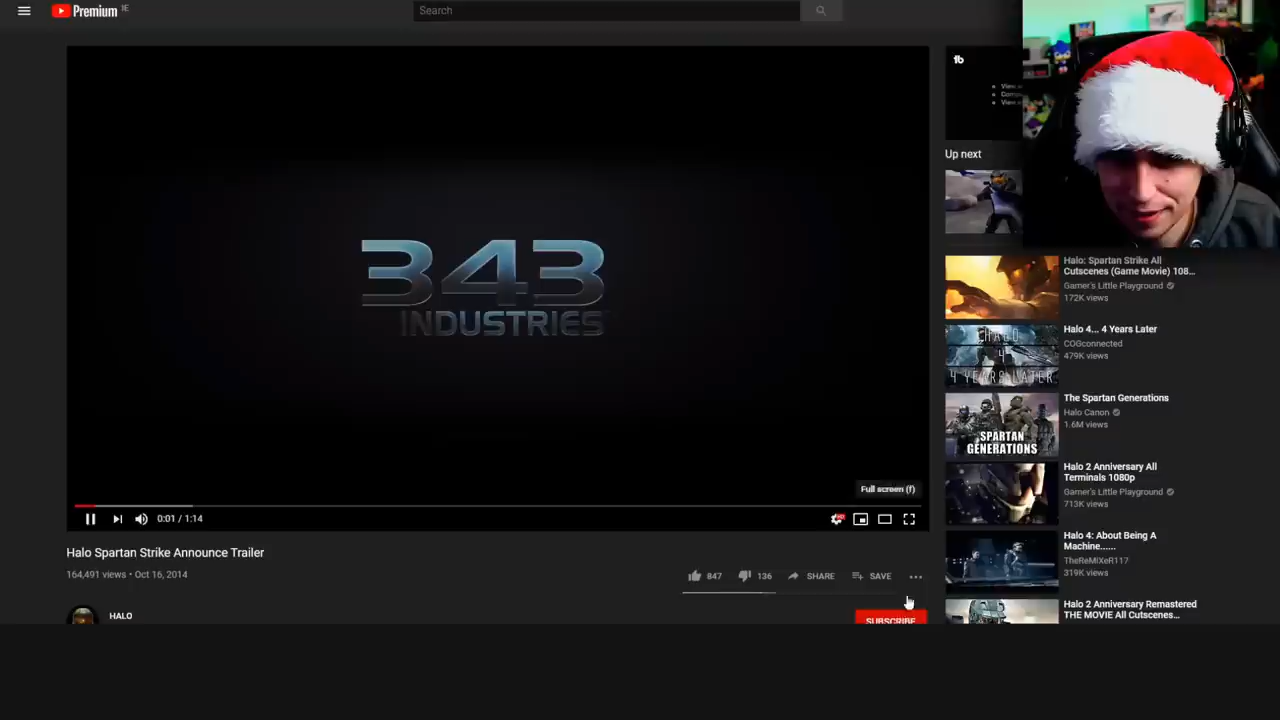 Premium IE
Search
343
INDUSTRIES
Full screen (f)
0:01 / 1:14
Halo Spartan Strike Announce Trailer
164,491 views • Oct 16, 2014
847
136
SHARE
SAVE
HALO
SUBSCRIBE
Up next
Halo: Spartan Strike All
Cutscenes (Game Movie) 108...
Gamer's Little Playground
172K views
HALO
4
4 YEARS LATER
Halo 4... 4 Years Later
COGconnected
479K views
SPARTAN
GENERATIONS
The Spartan Generations
Halo Canon
1.6M views
Halo 2 Anniversary All
Terminals 1080p
Gamer's Little Playground
713K views
Halo 4: About Being A
Machine......
TheReMiXeR117
319K views
Halo 2 Anniversary Remastered
THE MOVIE All Cutscenes...